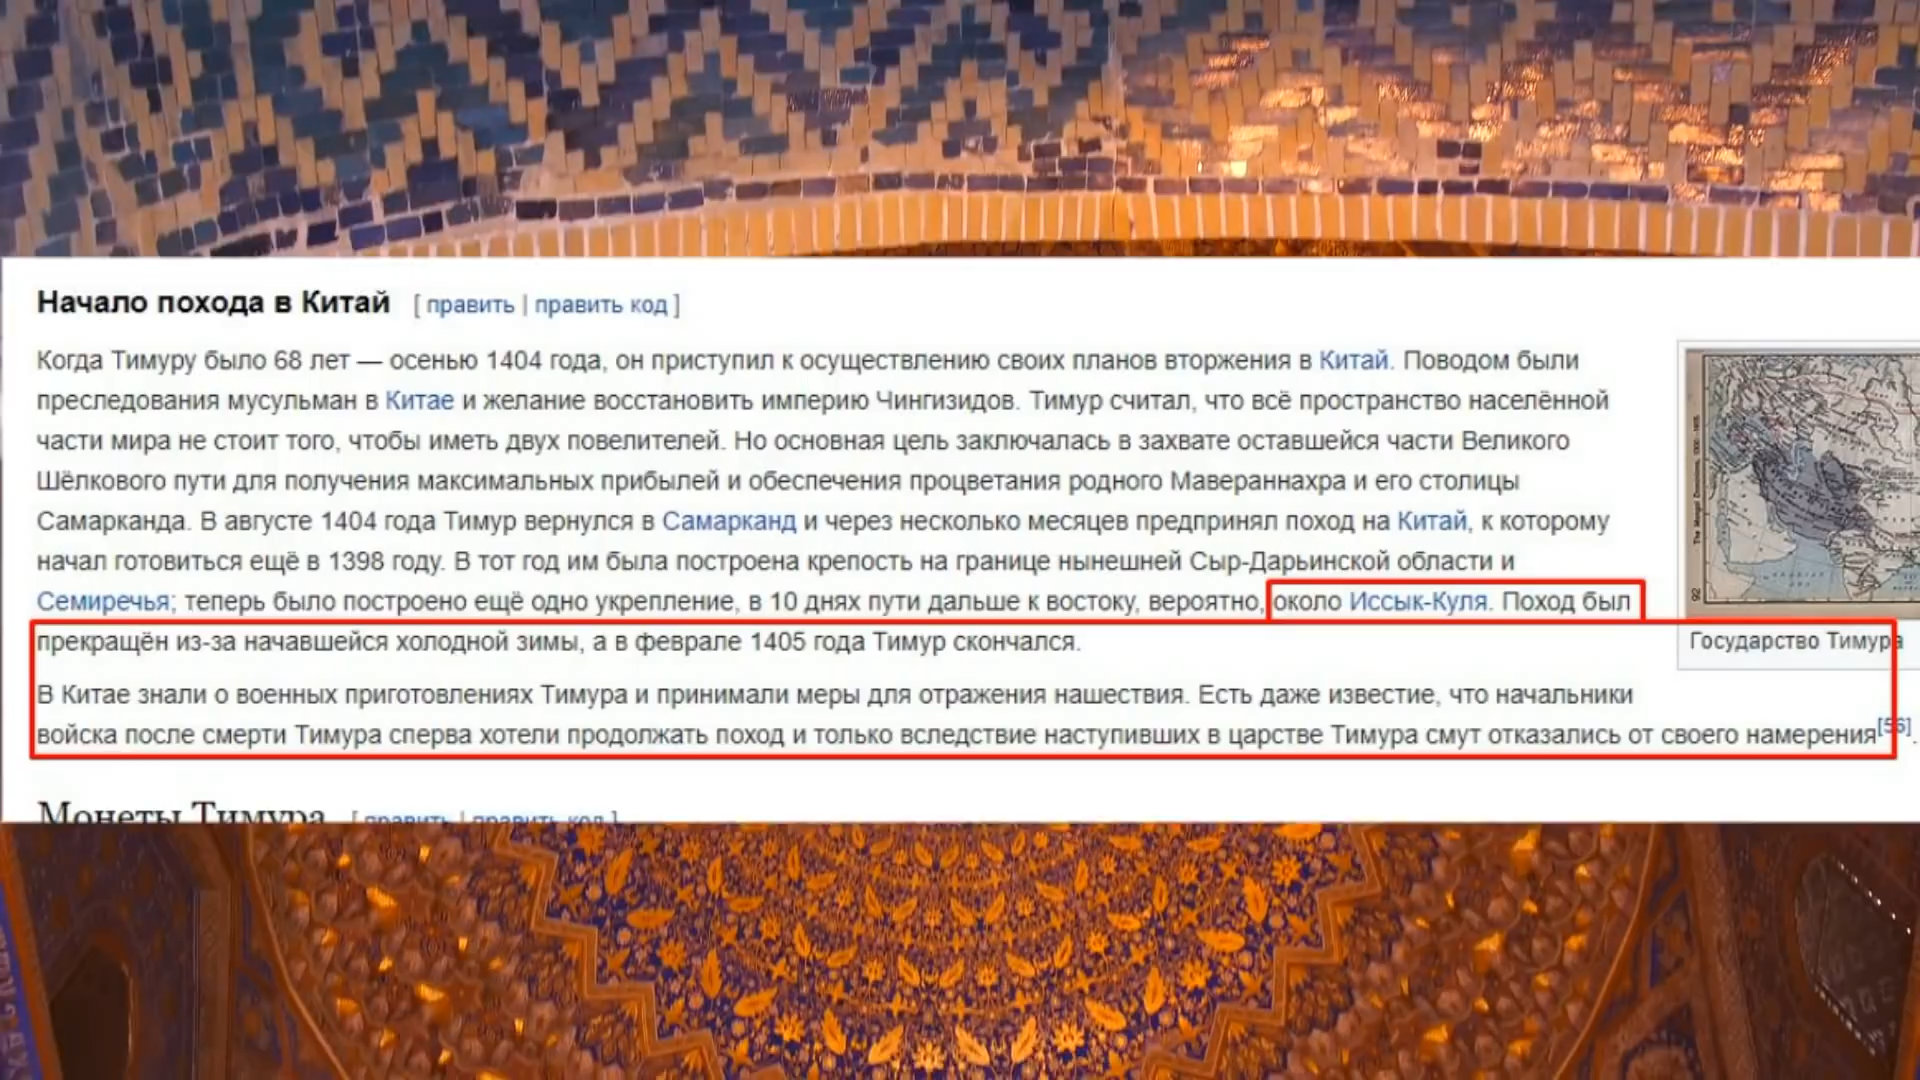 Начало похода в Китай [ править | править код ]
Когда Тимуру было 68 лет — осенью 1404 года, он приступил к осуществлению своих планов вторжения в Китай. Поводом были
преследования мусульман в Китае и желание восстановить империю Чингизидов. Тимур считал, что всё пространство населённой
части мира не стоит того, чтобы иметь двух повелителей. Но основная цель заключалась в захвате оставшейся части Великого
Шёлкового пути для получения максимальных прибылей и обеспечения процветания родного Мавераннахра и его столицы
Самарканда. В августе 1404 года Тимур вернулся в Самарканд и через несколько месяцев предпринял поход на Китай, к которому
начал готовиться ещё в 1398 году. В тот год им была построена крепость на границе нынешней Сыр-Дарьинской области и
Семиречья; теперь было построено ещё одно укрепление, в 10 днях пути дальше к востоку, вероятно, около Иссык-Куля. Поход был
прекращён из-за начавшейся холодной зимы, а в феврале 1405 года Тимур скончался.
В Китае знали о военных приготовлениях Тимура и принимали меры для отражения нашествия. Есть даже известие, что начальники
войска после смерти Тимура сперва хотели продолжать поход и только вследствие наступивших в царстве Тимура смут отказались от своего намерения[56].
Государство Тимура
Монеты Тимура [ править | править код ]